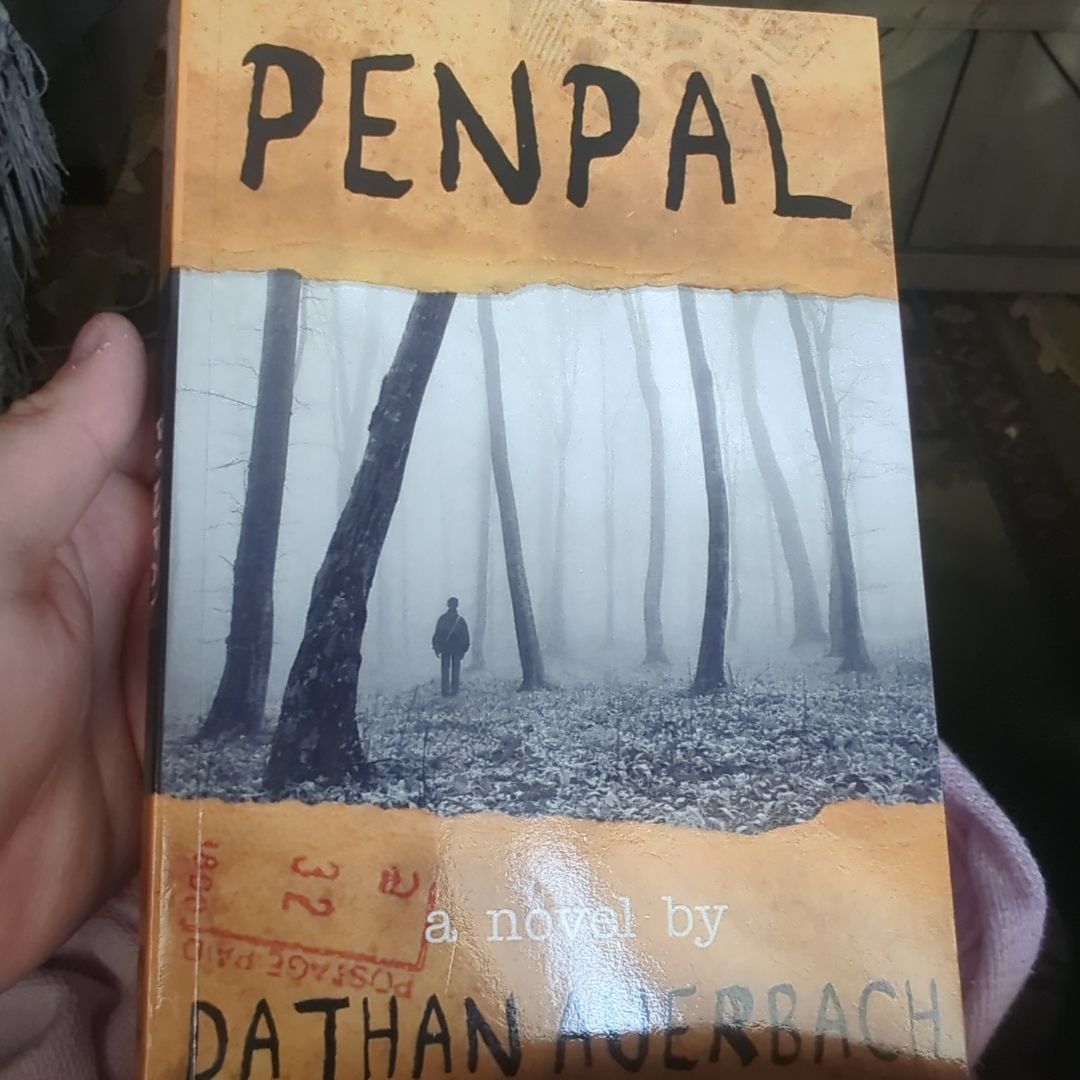 PENPAL
a novel by
DATHAN AUERBACH
POSTAGE PAID
32